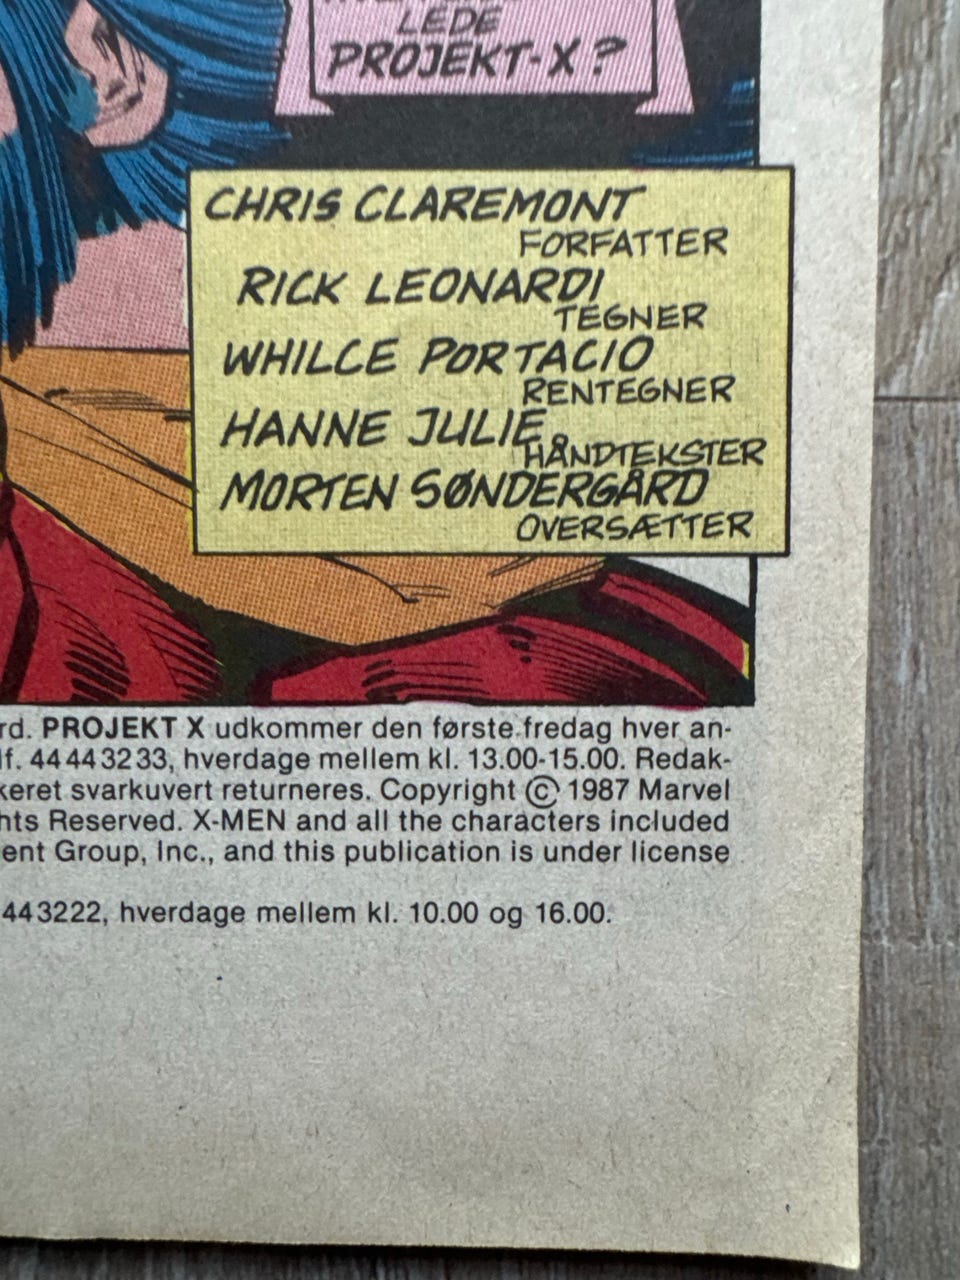 LEDE
PROJEKT-X?
CHRIS CLAREMONT
FORFATTER
RICK LEONARDI
TEGNER
WHILCE PORTACIO
RENTEGNER
HANNE JULIE
HÅNDTEKSTER
MORTEN SØNDERGÅRD
OVERSÆTTER
rd. PROJEKT X udkommer den første fredag hver an-
lf. 44 44 32 33, hverdage mellem kl. 13.00-15.00. Redak-
keret svarkuvert returneres. Copyright © 1987 Marvel
hts Reserved. X-MEN and all the characters included
ent Group, Inc., and this publication is under license
443222, hverdage mellem kl. 10.00 og 16.00.